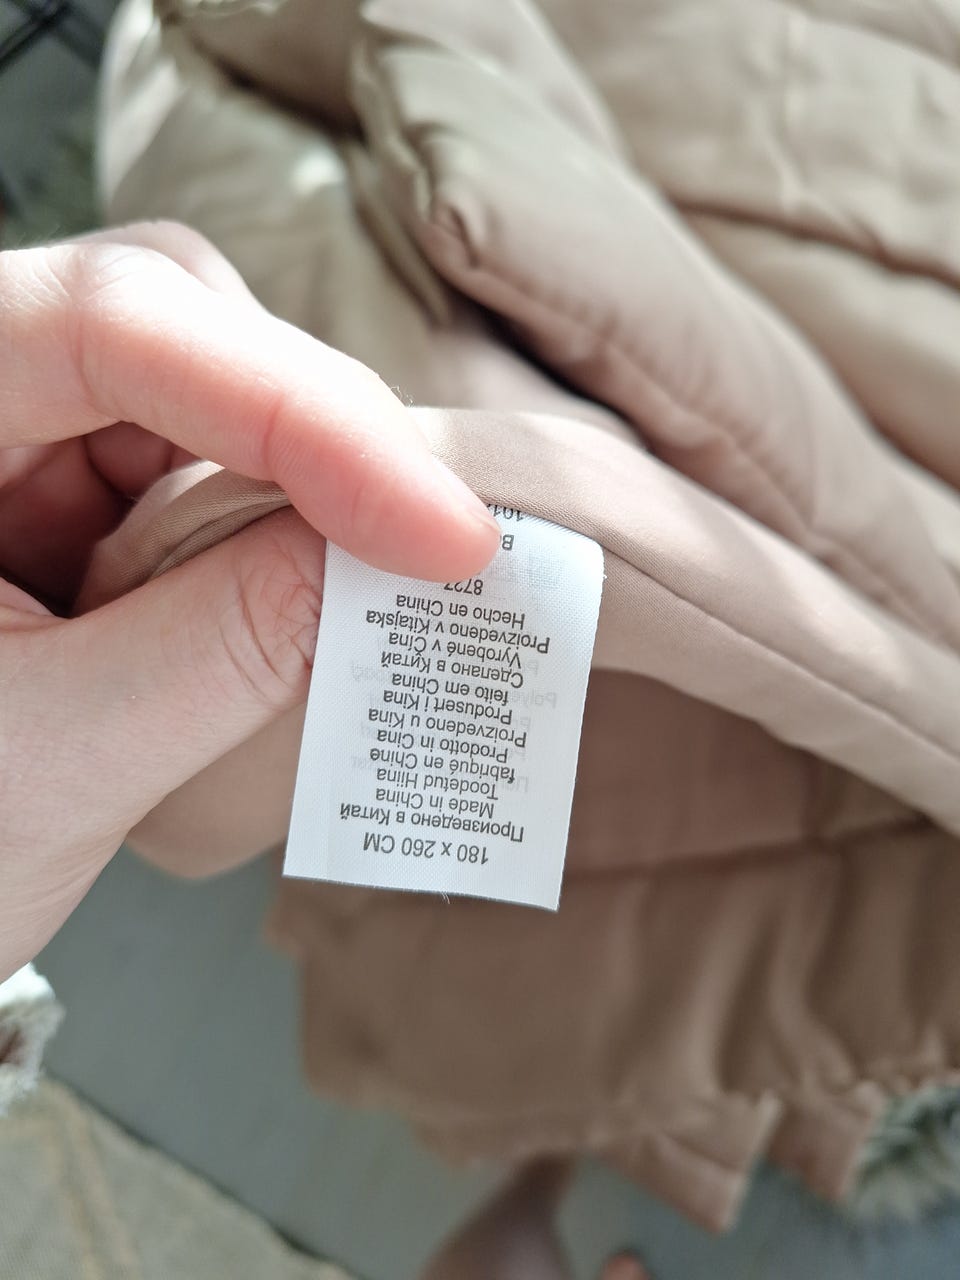 180 x 260 CM
Произведено в Китай
Made in China
Toodetud Hiina
fabriqué en Chine
Prodotto in Cina
Proizvedeno u Kina
Produsert i Kina
feito em China
Сделано в Китай
Vyrobené v Čína
Proizvedeno v Kitajska
Hecho en China
8727